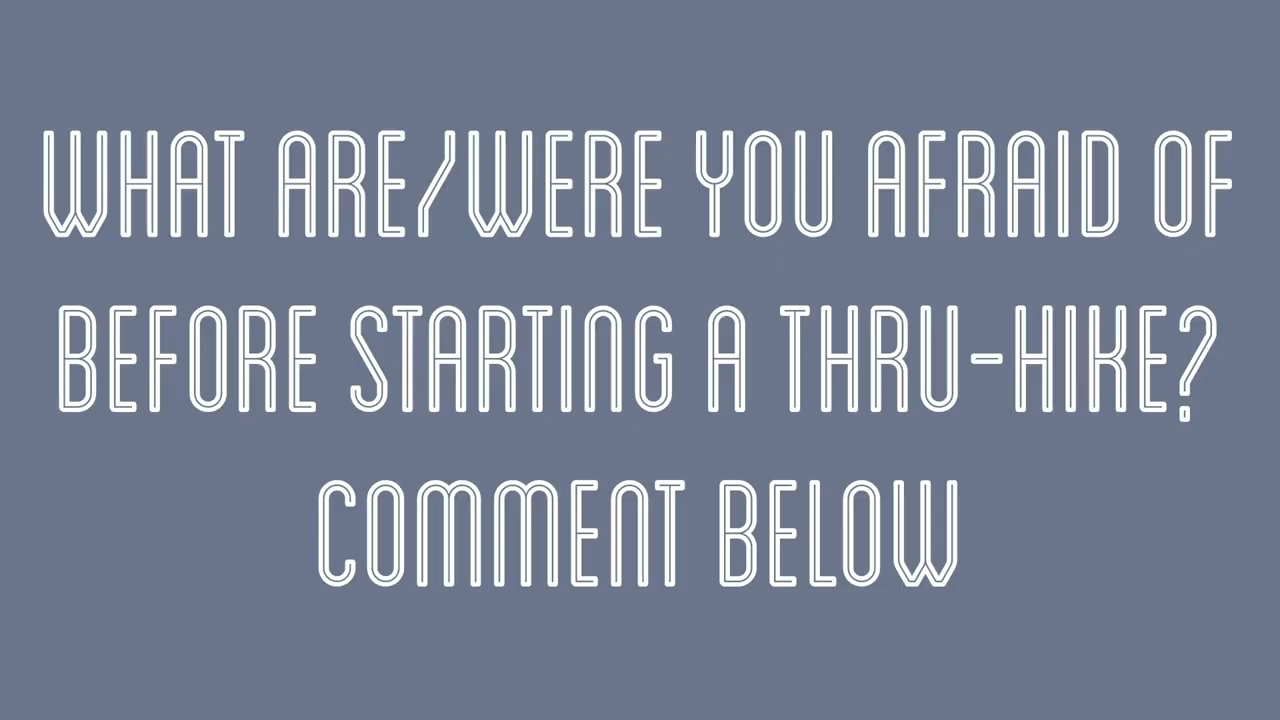 WHAT ARE/WERE YOU AFRAID OF
BEFORE STARTING A THRU-HIKE?
COMMENT BELOW